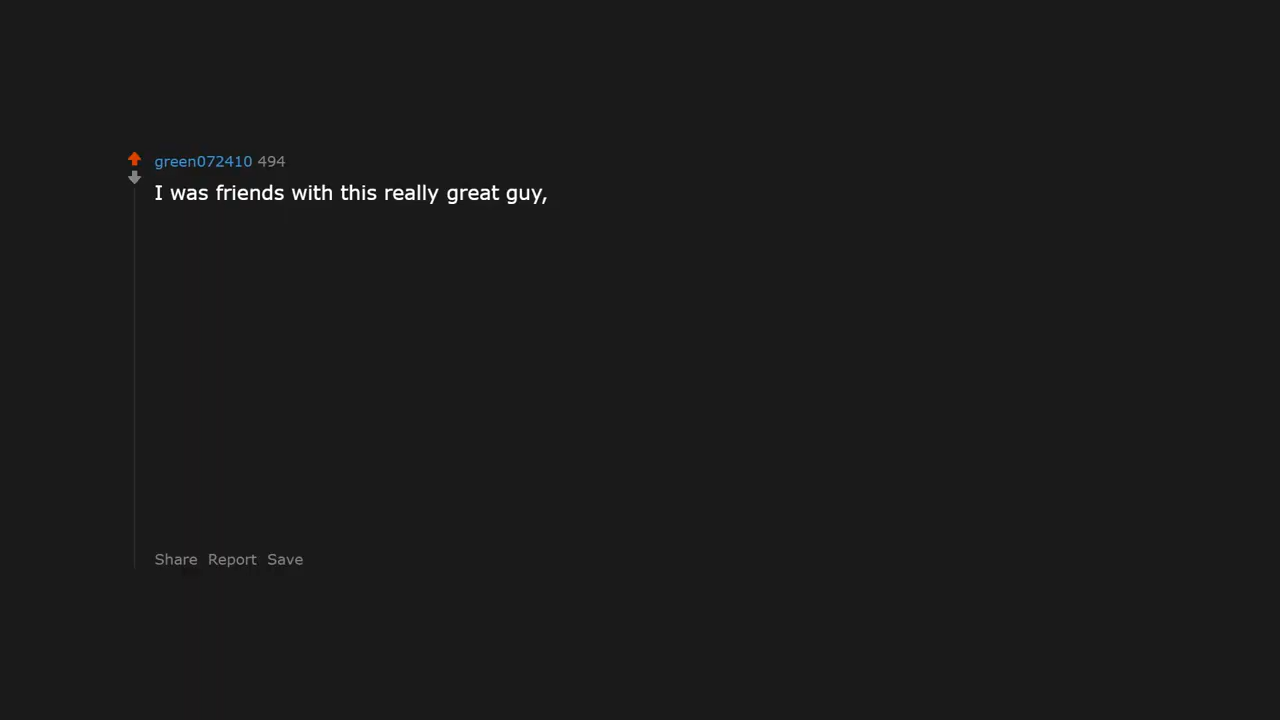 green072410 494
I was friends with this really great guy,
Share Report Save